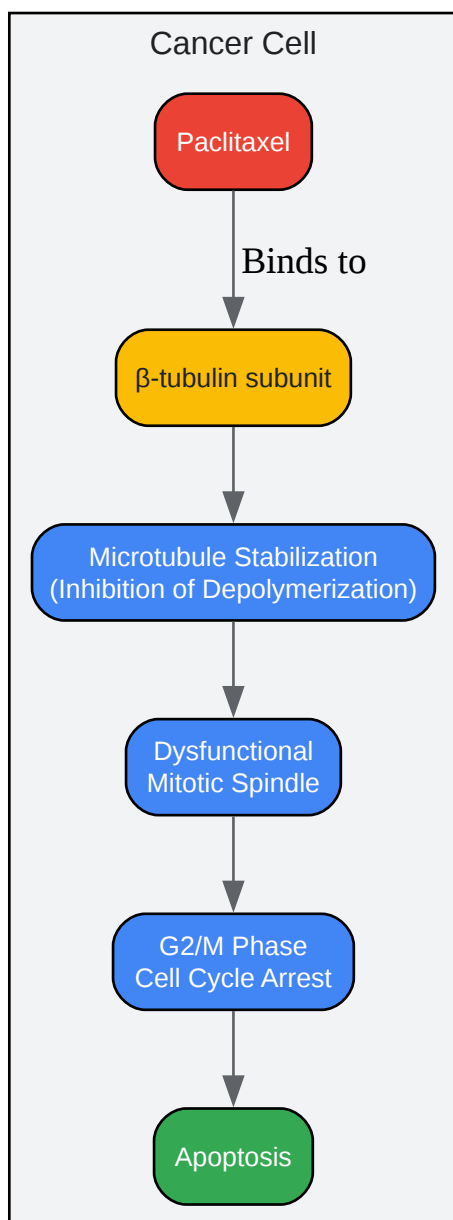 Cancer Cell
Paclitaxel
Binds to
β-tubulin subunit
Microtubule Stabilization
(Inhibition of Depolymerization)
Dysfunctional
Mitotic Spindle
G2/M Phase
Cell Cycle Arrest
Apoptosis